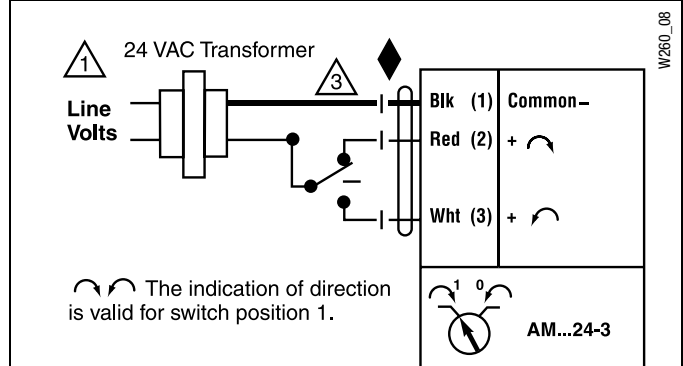 W260_08
1 24 VAC Transformer
3
Line
Volts
Blk (1) Common –
Red (2) +
Wht (3) +
The indication of direction
is valid for switch position 1.
1 0
AM...24-3